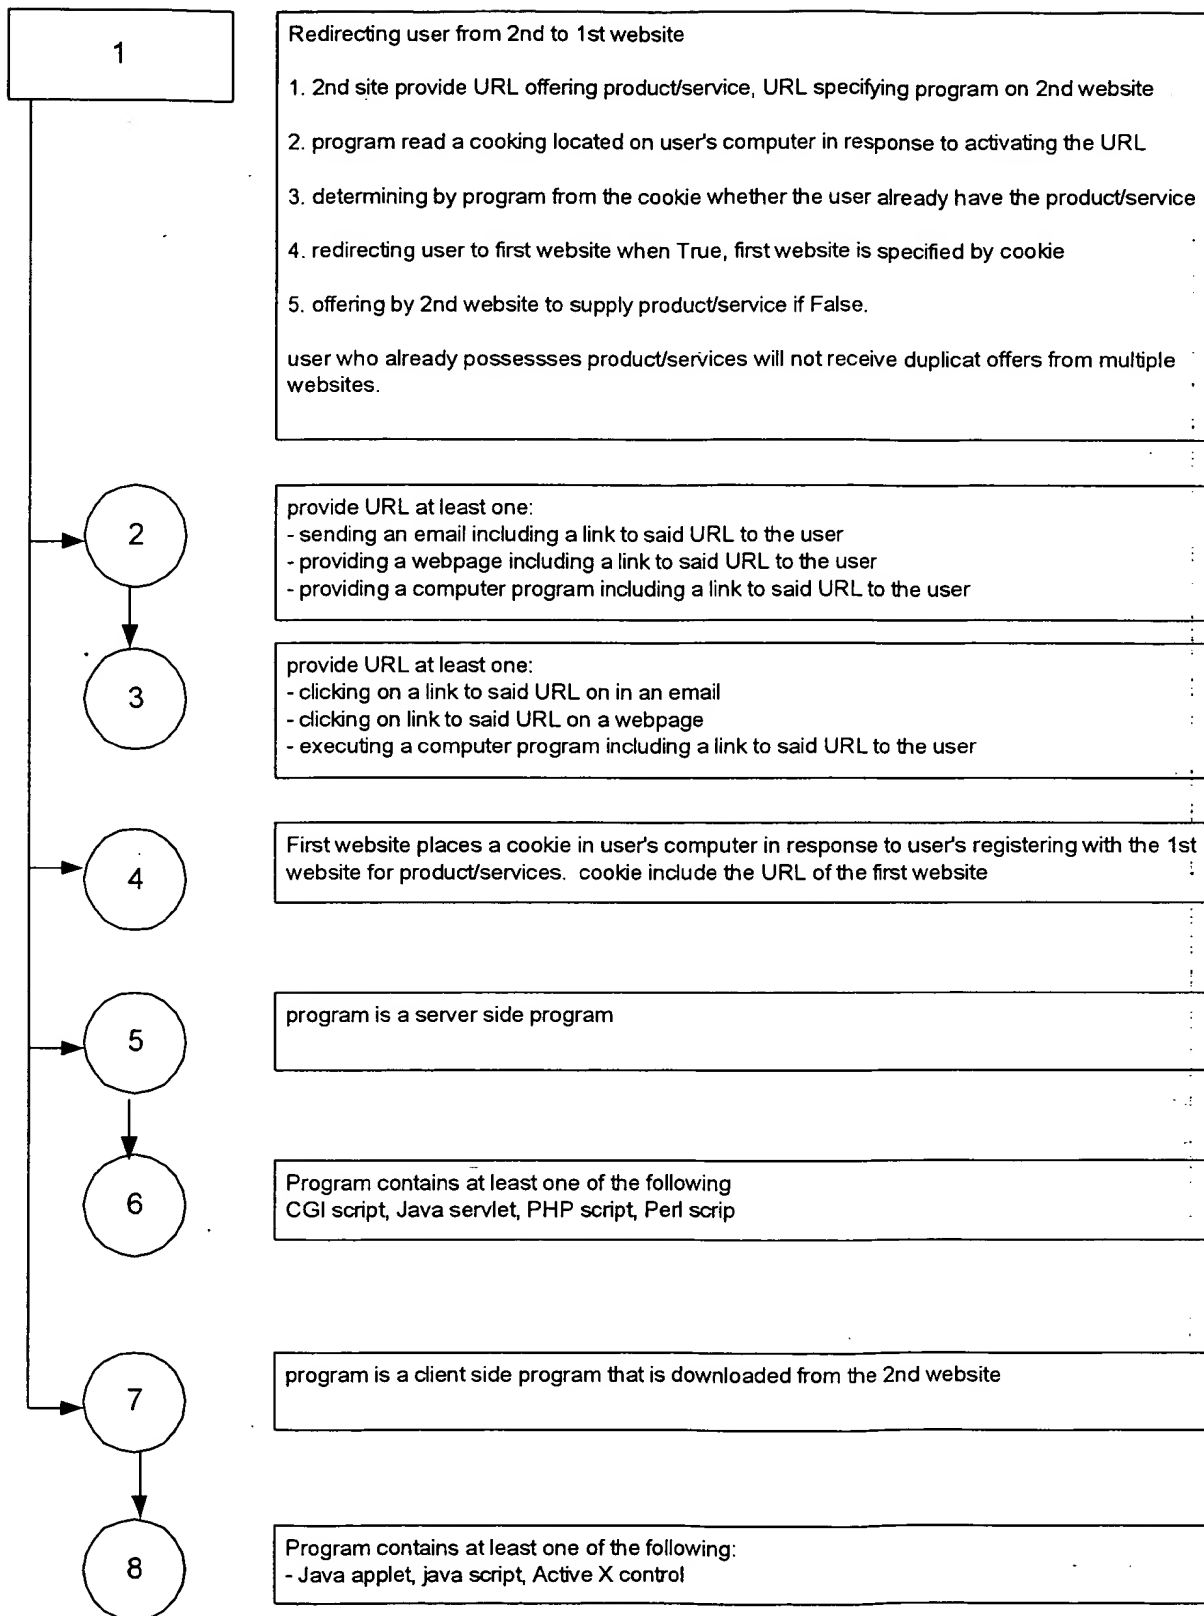 1
Redirecting user from 2nd to 1st website
1. 2nd site provide URL offering product/service, URL specifying program on 2nd website
2. program read a cooking located on user's computer in response to activating the URL
3. determining by program from the cookie whether the user already have the product/service
4. redirecting user to first website when True, first website is specified by cookie
5. offering by 2nd website to supply product/service if False.
user who already possessses product/services will not receive duplicat offers from multiple
websites.
2
provide URL at least one:
- sending an email including a link to said URL to the user
- providing a webpage including a link to said URL to the user
- providing a computer program including a link to said URL to the user
3
provide URL at least one:
- clicking on a link to said URL on in an email
- clicking on link to said URL on a webpage
- executing a computer program including a link to said URL to the user
4
First website places a cookie in user's computer in response to user's registering with the 1st
website for product/services. cookie include the URL of the first website
5
program is a server side program
6
Program contains at least one of the following
CGI script, Java servlet, PHP script, Perl scrip
7
program is a client side program that is downloaded from the 2nd website
8
Program contains at least one of the following:
- Java applet, java script, Active X control